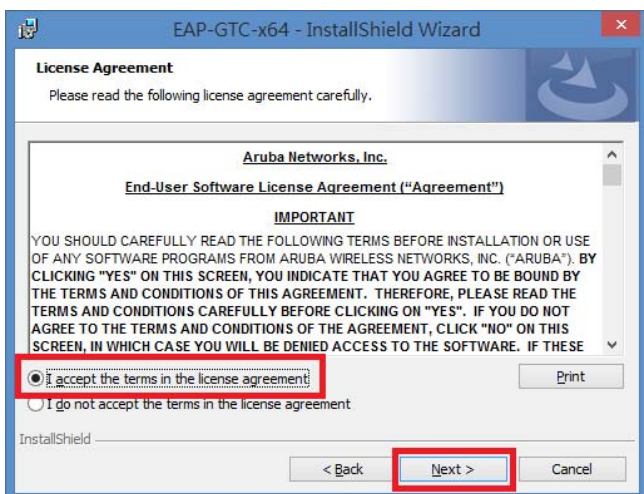 EAP-GTC-x64 - InstallShield Wizard
License Agreement
Please read the following license agreement carefully.
Aruba Networks, Inc.
End-User Software License Agreement (“Agreement”)
IMPORTANT
YOU SHOULD CAREFULLY READ THE FOLLOWING TERMS BEFORE INSTALLATION OR USE
OF ANY SOFTWARE PROGRAMS FROM ARUBA WIRELESS NETWORKS, INC. (“ARUBA”). BY
CLICKING "YES" ON THIS SCREEN, YOU INDICATE THAT YOU AGREE TO BE BOUND BY
THE TERMS AND CONDITIONS OF THIS AGREEMENT. THEREFORE, PLEASE READ THE
TERMS AND CONDITIONS CAREFULLY BEFORE CLICKING ON "YES". IF YOU DO NOT
AGREE TO THE TERMS AND CONDITIONS OF THE AGREEMENT, CLICK "NO" ON THIS
SCREEN, IN WHICH CASE YOU WILL BE DENIED ACCESS TO THE SOFTWARE. IF THESE
I accept the terms in the license agreement
Print
I do not accept the terms in the license agreement
InstallShield
< Back Next > Cancel